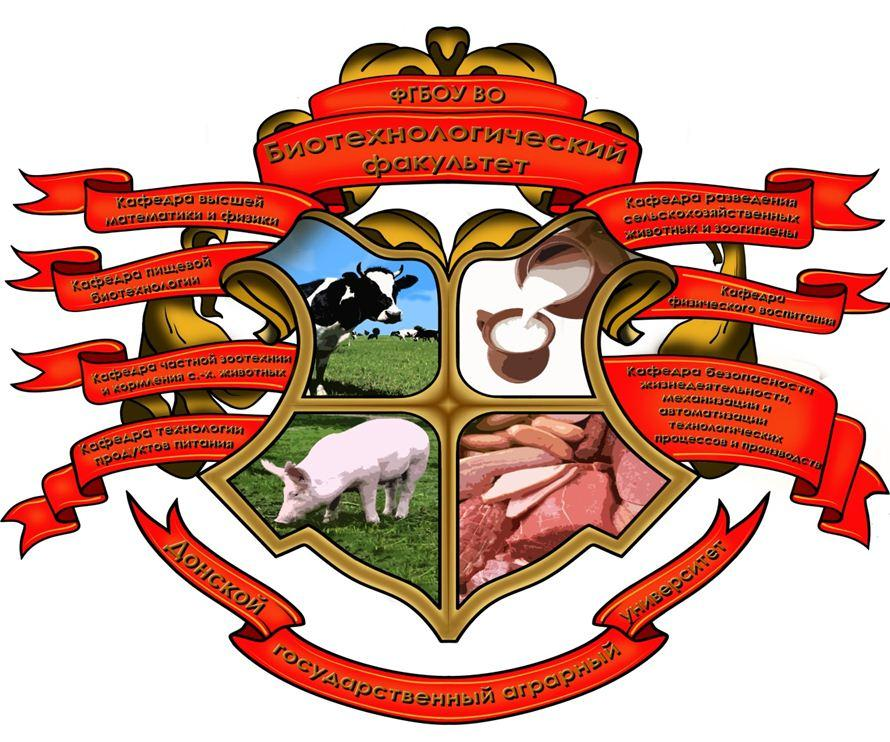 ФГБОУ ВО
Биотехнологический
факультет
Кафедра высшей
математики и физики
Кафедра пищевой
биотехнологии
Кафедра частной зоотехнии
и кормления с.-х. животных
Кафедра технологии
продуктов питания
Кафедра разведения
сельскохозяйственных
животных и зоогигиены
Кафедра
физического воспитания
Кафедра безопасности
жизнедеятельности,
механизации и
автоматизации
технологических
процессов и производств
Донской
государственный аграрный
университет